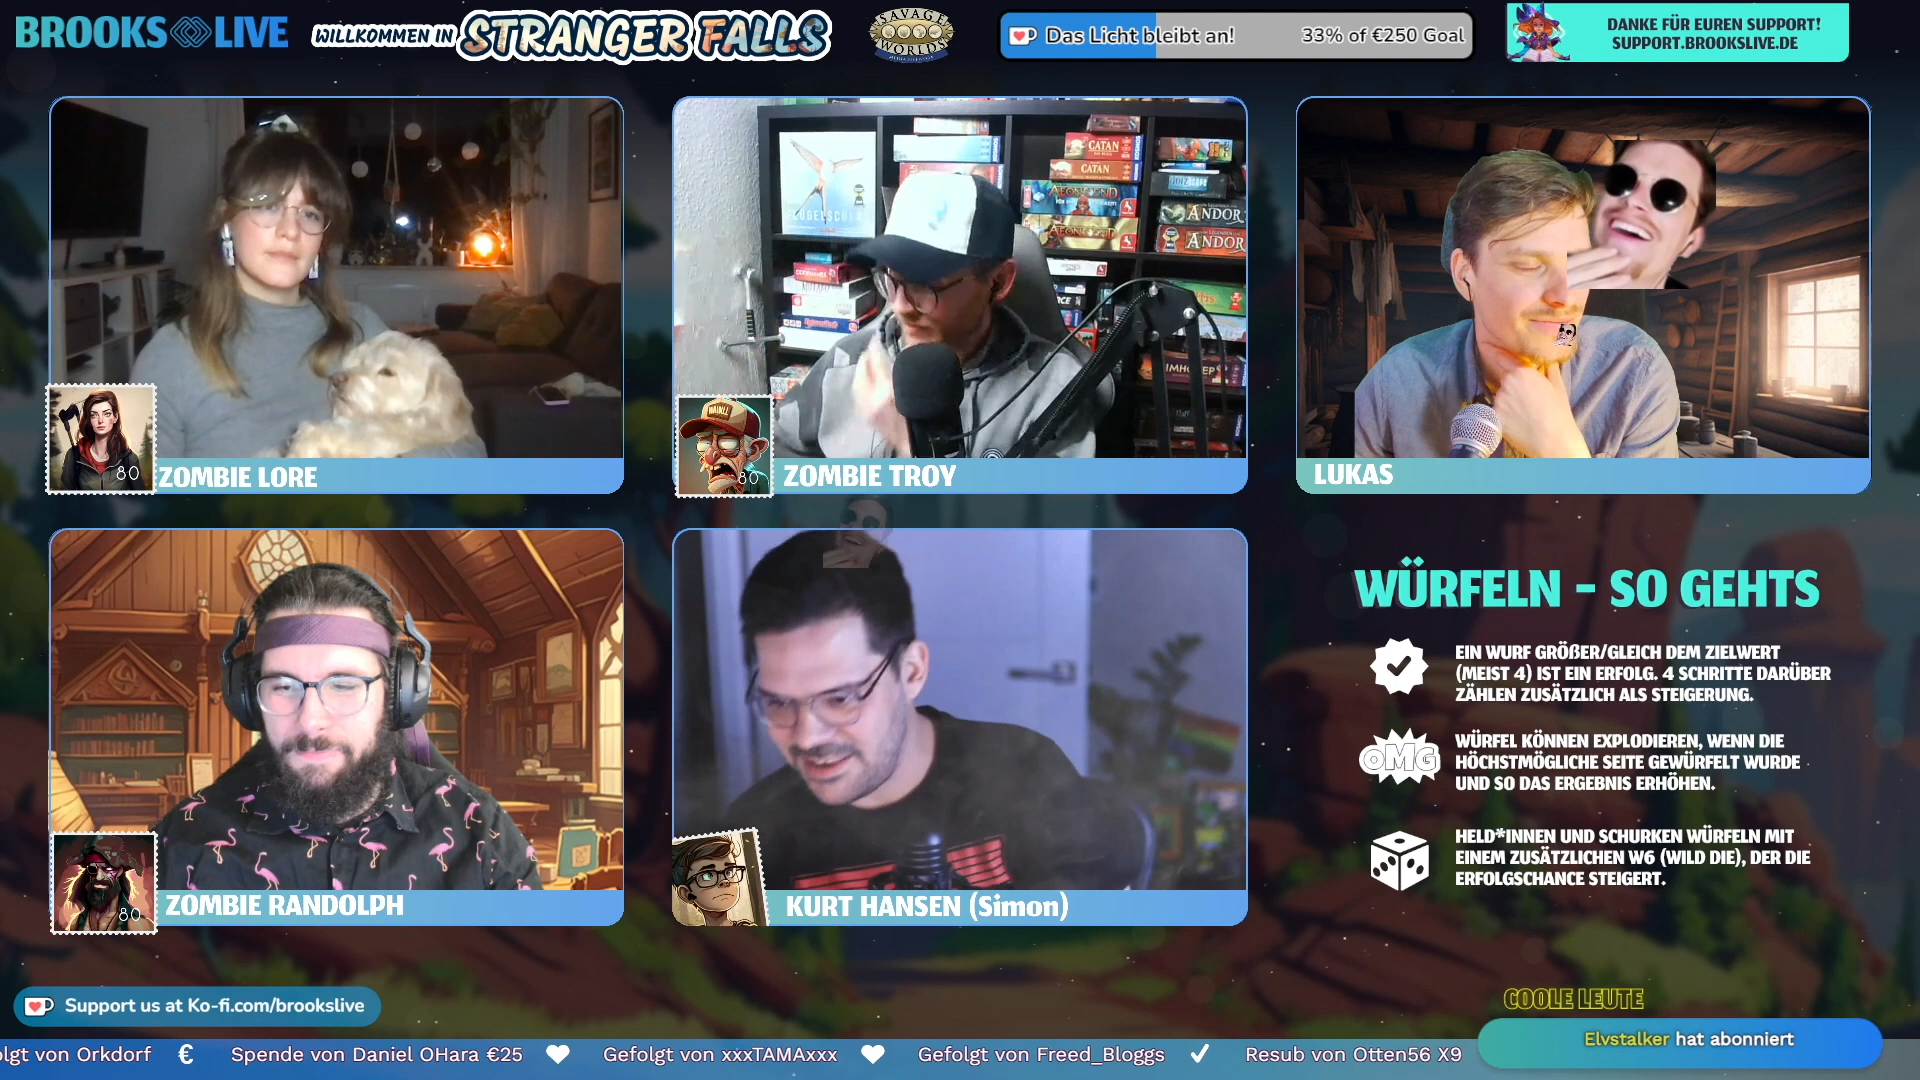 BROOKS LIVE
WILLKOMMEN IN
STRANGER FALLS
SAVAGE
WORLDS
Das Licht bleibt an!
33% of €250 Goal
DANKE FÜR EUREN SUPPORT!
SUPPORT.BROOKSLIVE.DE
CATAN
CATAN
ANDOR
ANDOR
80
ZOMBIE LORE
80
ZOMBIE TROY
LUKAS
80
ZOMBIE RANDOLPH
KURT HANSEN (Simon)
WÜRFELN - SO GEHTS
EIN WURF GRÖßER/GLEICH DEM ZIELWERT
(MEIST 4) IST EIN ERFOLG. 4 SCHRITTE DARÜBER
ZÄHLEN ZUSÄTZLICH ALS STEIGERUNG.
OMG
WÜRFEL KÖNNEN EXPLODIEREN, WENN DIE
HÖCHSTMÖGLICHE SEITE GEWÜRFELT WURDE
UND SO DAS ERGEBNIS ERHÖHEN.
HELD*INNEN UND SCHURKEN WÜRFELN MIT
EINEM ZUSÄTZLICHEN W6 (WILD DIE), DER DIE
ERFOLGSCHANCE STEIGERT.
Support us at Ko-fi.com/brookslive
COOLE LEUTE
Elvstalker hat abonniert
olgt von Orkdorf € Spende von Daniel OHara €25 Gefolgt von xxxTAMAxxx Gefolgt von Freed_Bloggs Resub von Otten56 X9